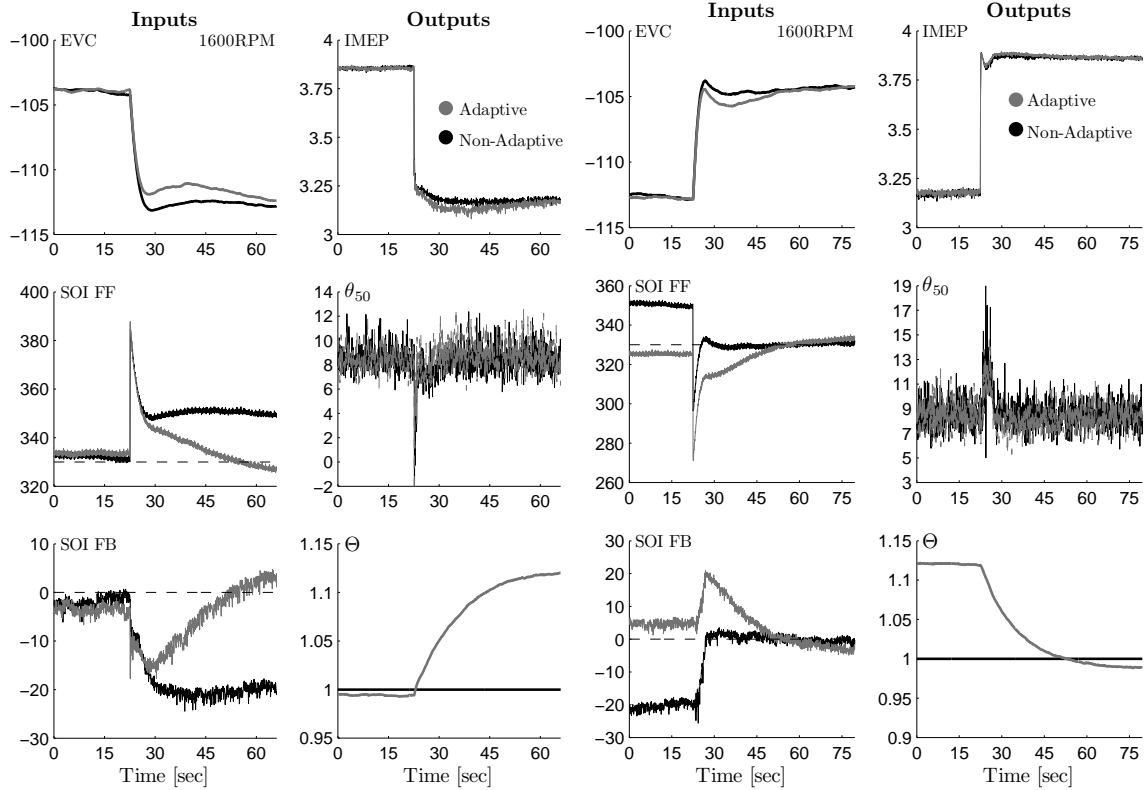 Inputs
Outputs
EVC
1600RPM
−100
−105
−110
−115
0 15 30 45 60
IMEP
4
3.75
3.5
3.25
3
0 15 30 45 60
Adaptive
Non-Adaptive
SOI FF
400
380
360
340
320
0 15 30 45 60
θ50
14
12
10
8
6
4
2
0
−2
0 15 30 45 60
SOI FB
10
0
−10
−20
−30
0 15 30 45 60
Time [sec]
Θ
1.15
1.1
1.05
1
0.95
0 15 30 45 60
Time [sec]
Inputs
Outputs
EVC
1600RPM
−100
−105
−110
−115
0 15 30 45 60 75
IMEP
4
3.75
3.5
3.25
3
0 15 30 45 60 75
Adaptive
Non-Adaptive
SOI FF
360
340
320
300
280
260
0 15 30 45 60 75
θ50
19
17
15
13
11
9
7
5
3
0 15 30 45 60 75
SOI FB
30
20
10
0
−10
−20
−30
0 15 30 45 60 75
Time [sec]
Θ
1.15
1.1
1.05
1
0.95
0.9
0 15 30 45 60 75
Time [sec]